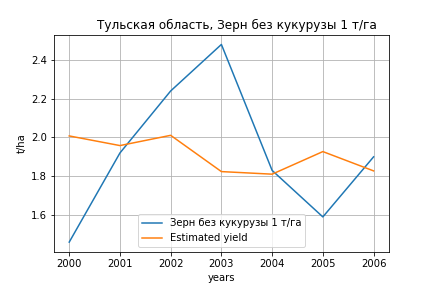 Тульская область, Зерн без кукурузы 1 т/га
t/ha
2.4
2.2
2.0
1.8
1.6
Зерн без кукурузы 1 т/га
Estimated yield
2000 2001 2002 2003 2004 2005 2006
years